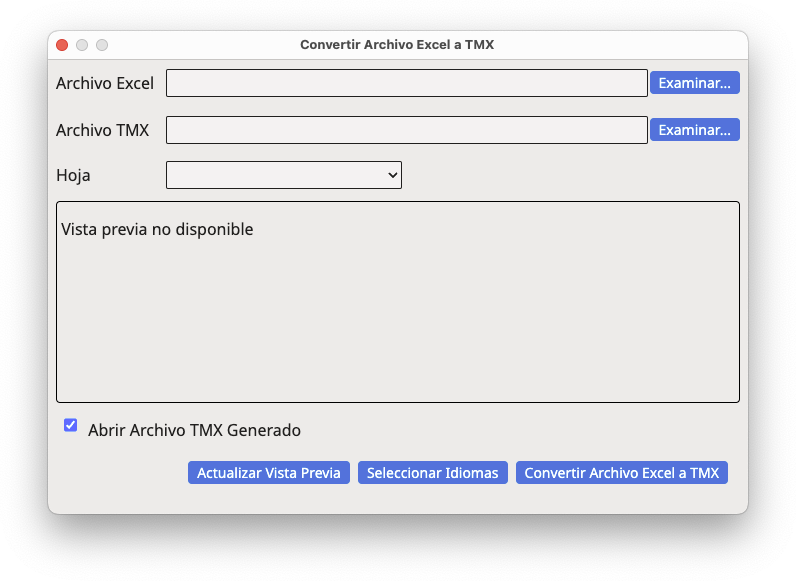 Convertir Archivo Excel a TMX
Archivo Excel
Examinar...
Archivo TMX
Examinar...
Hoja
Vista previa no disponible
Abrir Archivo TMX Generado
Actualizar Vista Previa
Seleccionar Idiomas
Convertir Archivo Excel a TMX